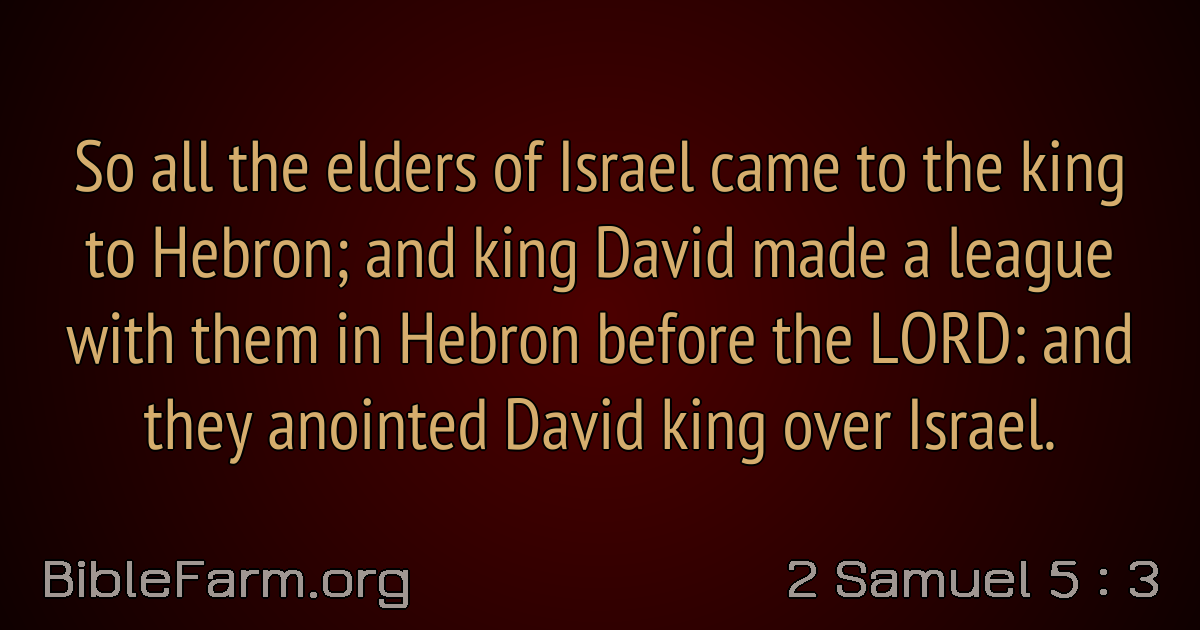 So all the elders of Israel came to the king
to Hebron; and king David made a league
with them in Hebron before the LORD: and
they anointed David king over Israel.
BibleFarm.org
2 Samuel 5 : 3